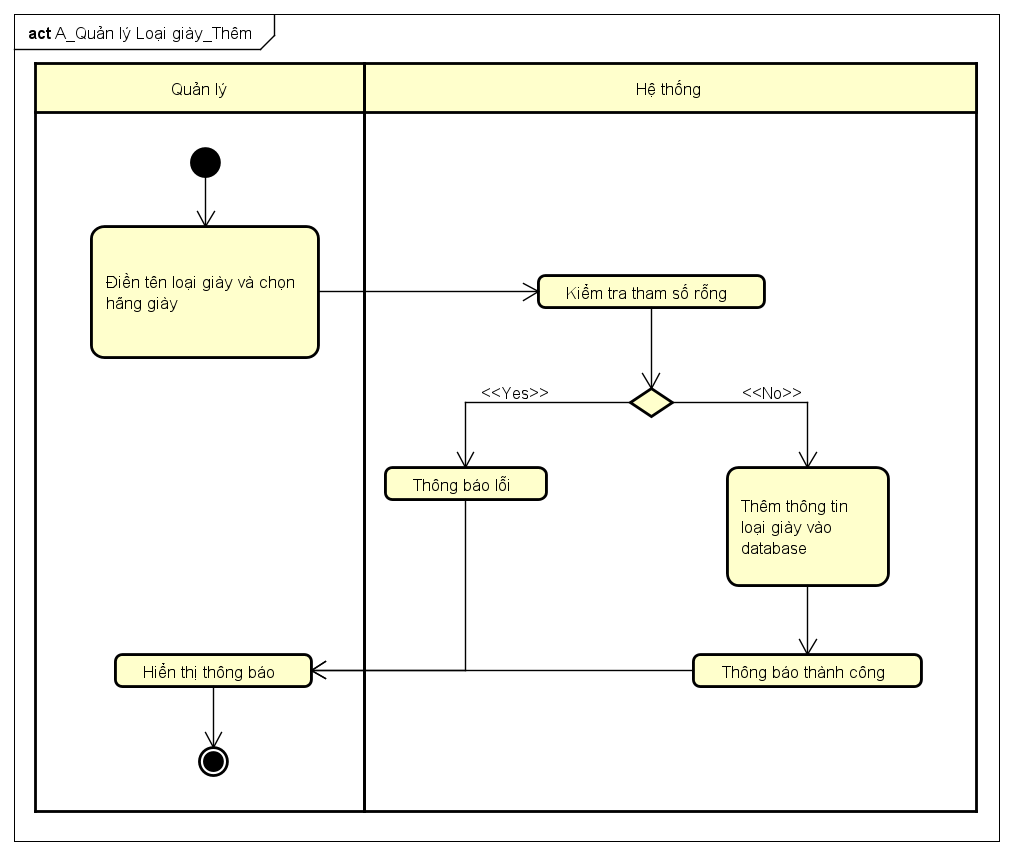 act A_Quản lý Loại giày_Thêm
Quản lý
Hệ thống
Điền tên loại giày và chọn
hãng giày
Kiểm tra tham số rỗng
<<Yes>>
<<No>>
Thông báo lỗi
Thêm thông tin
loại giày vào
database
Hiển thị thông báo
Thông báo thành công